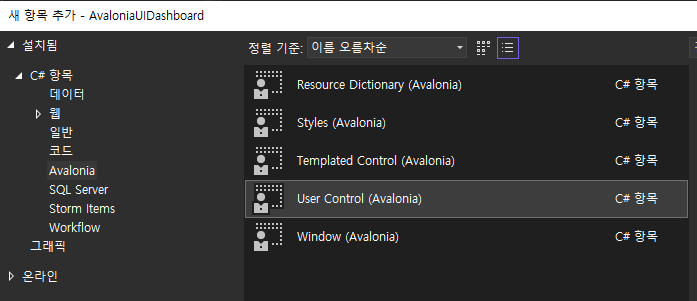 새 항목 추가 - AvaloniaUIDashboard
설치됨
정렬 기준: 이름 오름차순
C# 항목
데이터
웹
일반
코드
Avalonia
SQL Server
Storm Items
Workflow
그래픽
온라인
Resource Dictionary (Avalonia) C# 항목
Styles (Avalonia) C# 항목
Templated Control (Avalonia) C# 항목
User Control (Avalonia) C# 항목
Window (Avalonia) C# 항목